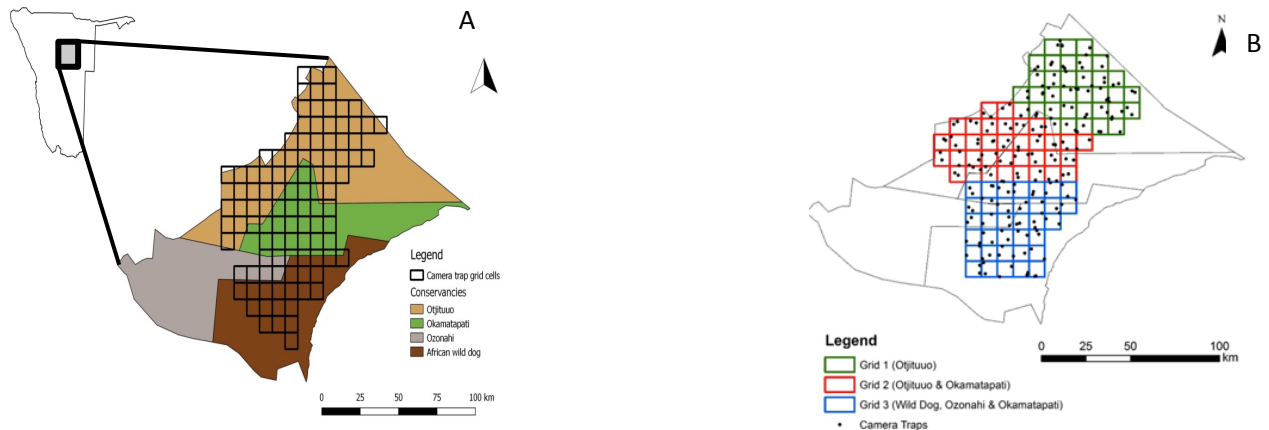 A
Legend
Camera trap grid cells
Conservancies
Otjituuo
Okamatapati
Ozonahi
African wild dog
0 25 50 75 100 km
N
B
Legend
Grid 1 (Otjituuo)
Grid 2 (Otjituuo & Okamatapati)
Grid 3 (Wild Dog, Ozonahi & Okamatapati)
Camera Traps
0 25 50 100
km